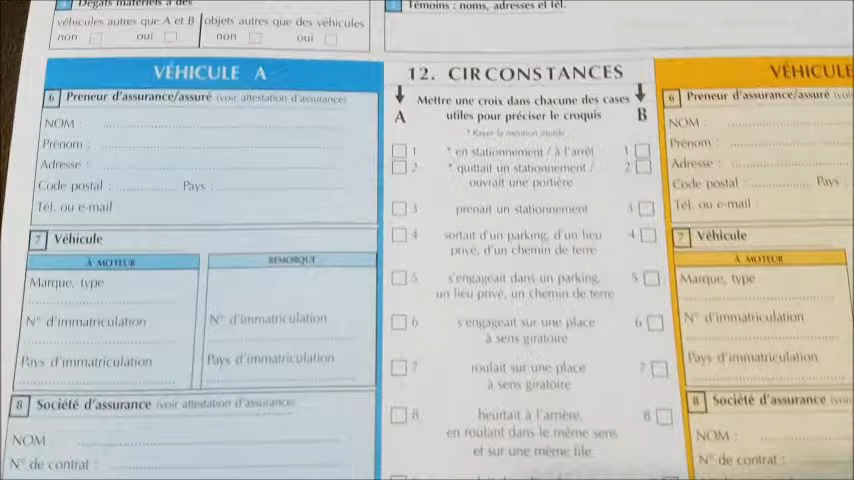 4 Dégâts matériels à des
véhicules autres que A et B
objets autres que des véhicules
non oui
non oui
5 Témoins : noms, adresses et tél.
VÉHICULE A
6 Preneur d'assurance/assuré (voir attestation d'assurance)
NOM :
Prénom :
Adresse :
Code postal : Pays :
Tél. ou e-mail
7 Véhicule
À MOTEUR
Marque, type
N° d'immatriculation
Pays d'immatriculation
REMORQUE
N° d'immatriculation
Pays d'immatriculation
8 Société d'assurance (voir attestation d'assurance)
NOM :
N° de contrat :
12. CIRCONSTANCES
Mettre une croix dans chacune des cases
A utiles pour préciser le croquis B
* Rayer la mention inutile
1 * en stationnement / à l'arrêt 1
2 * quittait un stationnement / 2
ouvrait une portière
3 prenait un stationnement 3
4 sortait d'un parking, d'un lieu 4
privé, d'un chemin de terre
5 s'engageait dans un parking, 5
un lieu privé, un chemin de terre
6 s'engageait sur une place 6
à sens giratoire
7 roulait sur une place 7
à sens giratoire
8 heurtait à l'arrière, 8
en roulant dans le même sens
et sur une même file
VÉHICULE
6 Preneur d'assurance/assuré (voir
NOM :
Prénom :
Adresse :
Code postal : Pays :
Tél. ou e-mail :
7 Véhicule
À MOTEUR
Marque, type
N° d'immatriculation
Pays d'immatriculation
8 Société d'assurance (voir
NOM :
N° de contrat :